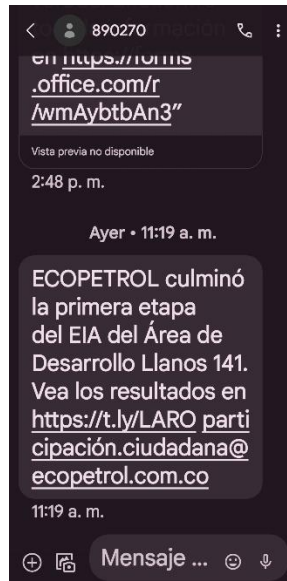 890270
en https://forms
.office.com/r
/wmAybtbAn3”
Vista previa no disponible
2:48 p. m.
Ayer • 11:19 a. m.
ECOPETROL culminó
la primera etapa
del EIA del Área de
Desarrollo Llanos 141.
Vea los resultados en
https://t.ly/LARO parti
cipación.ciudadana@
ecopetrol.com.co
11:19 a. m.
Mensaje ...